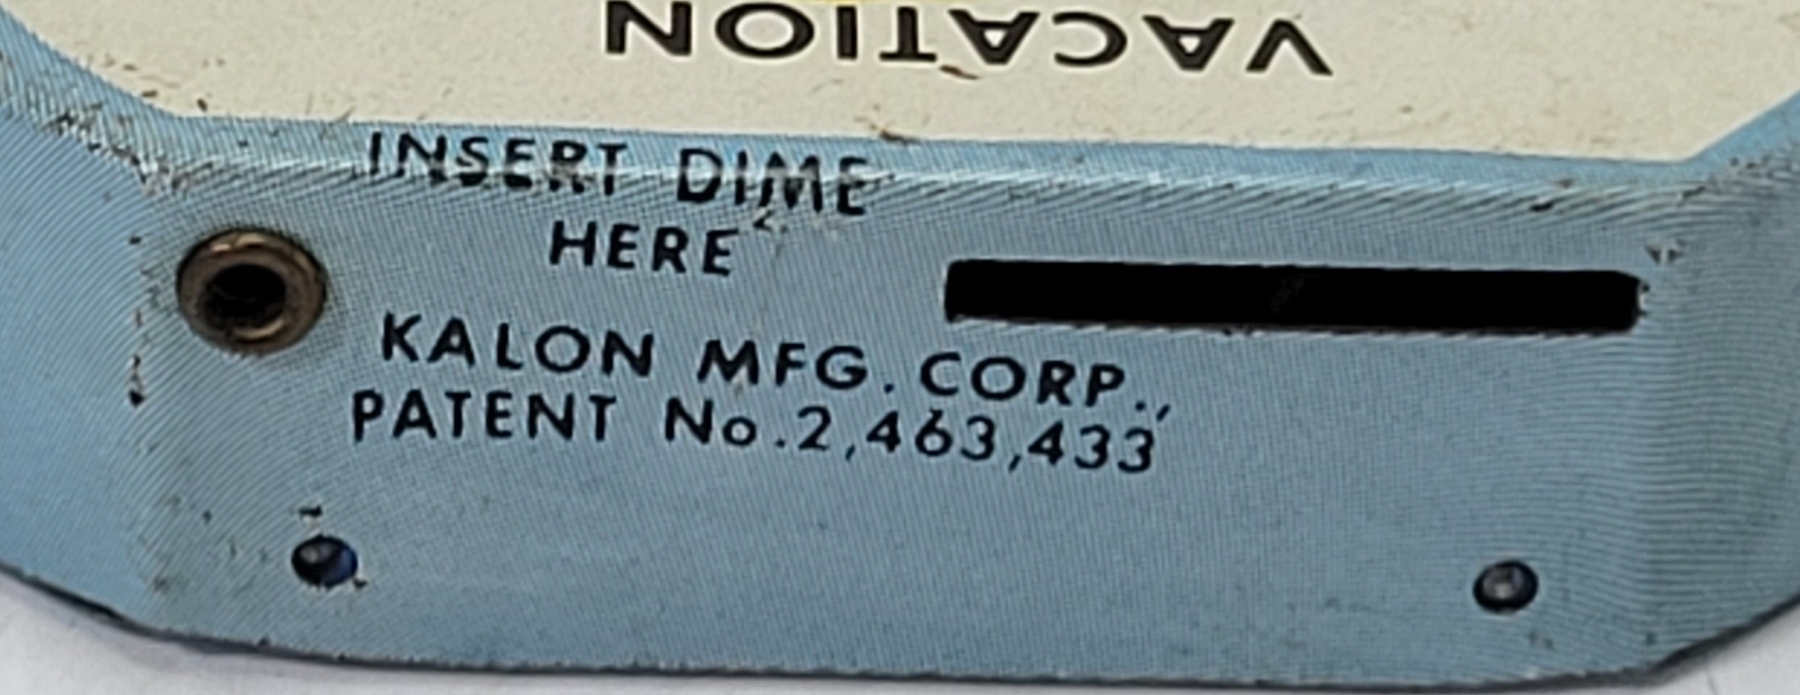 VACATION
INSERT DIME
HERE
KALON MFG. CORP.,
PATENT No. 2,463,433